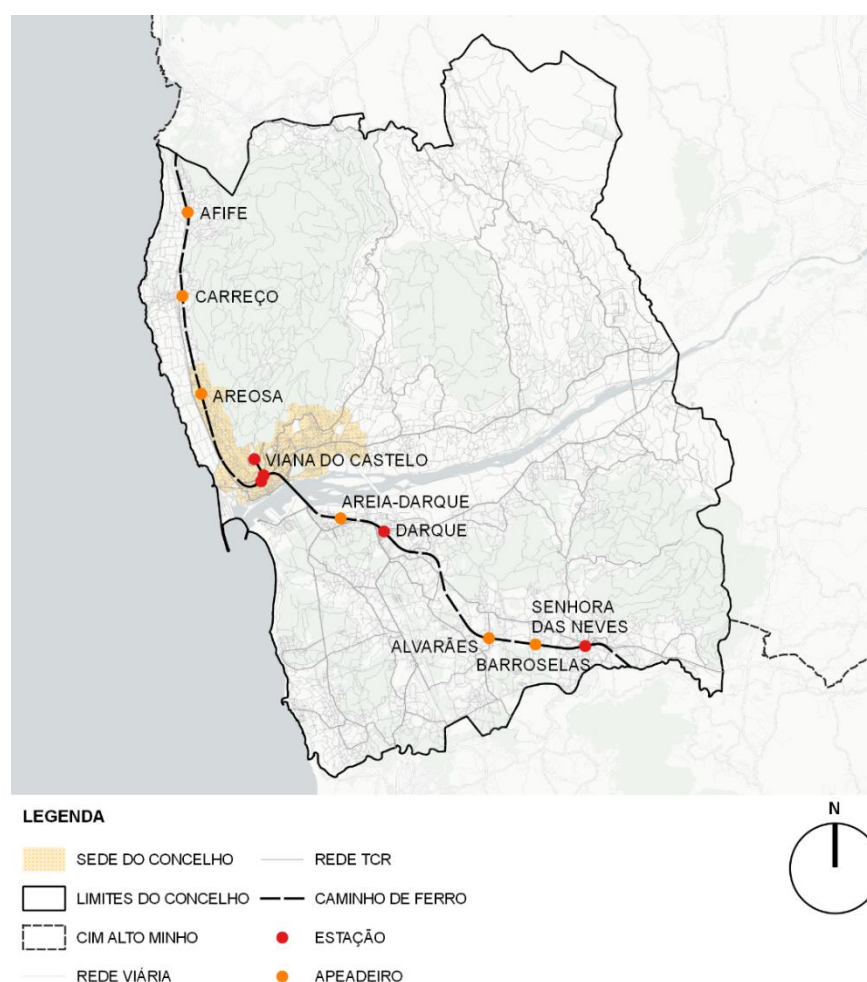 AFIFE
CARREÇO
AREOSA
VIANA DO CASTELO
AREIA-DARQUE
DARQUE
SENHORA
DAS NEVES
ALVARÃES
BARROSELAS
LEGENDA
N
SEDE DO CONCELHO
REDE TCR
LIMITES DO CONCELHO
CAMINHO DE FERRO
CIM ALTO MINHO
ESTAÇÃO
REDE VIÁRIA
APEADEIRO